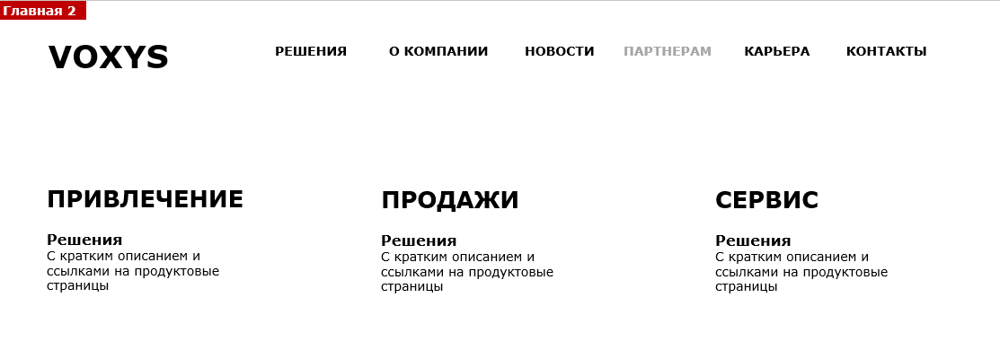 Главная 2
VOXYS
РЕШЕНИЯ О КОМПАНИИ НОВОСТИ ПАРТНЕРАМ КАРЬЕРА КОНТАКТЫ
ПРИВЛЕЧЕНИЕ
Решения
С кратким описанием и
ссылками на продуктовые
страницы
ПРОДАЖИ
Решения
С кратким описанием и
ссылками на продуктовые
страницы
СЕРВИС
Решения
С кратким описанием и
ссылками на продуктовые
страницы